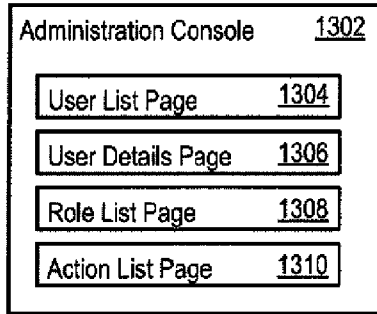 Administration Console 1302
User List Page 1304
User Details Page 1306
Role List Page 1308
Action List Page 1310